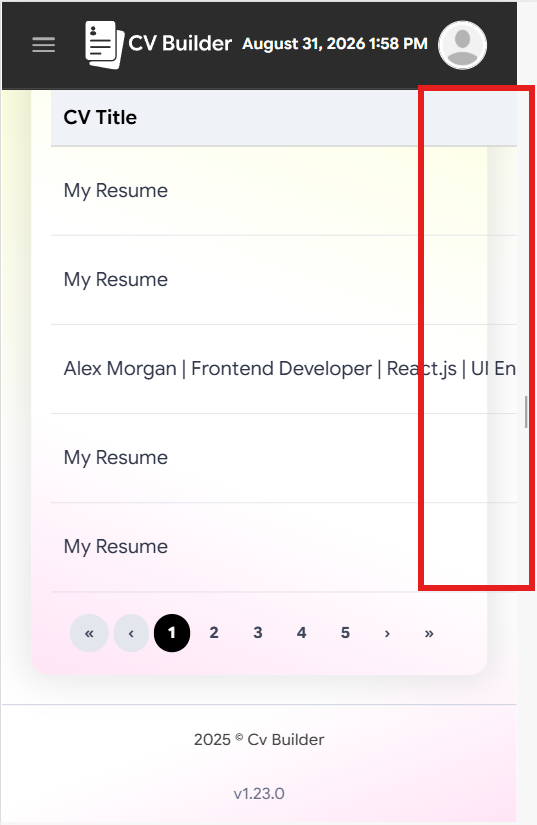 CV Builder August 31, 2026 1:58 PM
CV Title
My Resume
My Resume
Alex Morgan | Frontend Developer | React.js | UI En
My Resume
My Resume
« ‹ 1 2 3 4 5 › »
2025 © Cv Builder
v1.23.0